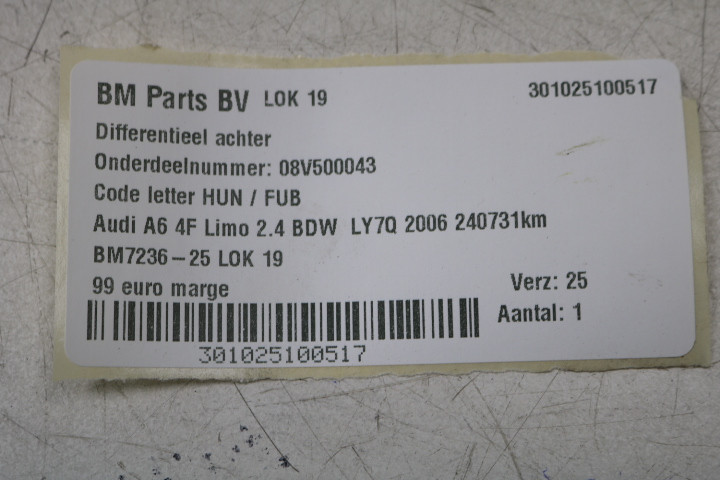 BM Parts BV LOK 19 301025100517
Differentieel achter
Onderdeelnummer: 08V500043
Code letter HUN / FUB
Audi A6 4F Limo 2.4 BDW LY7Q 2006 240731km
BM7236-25 LOK 19
99 euro marge Verz: 25
Aantal: 1
301025100517